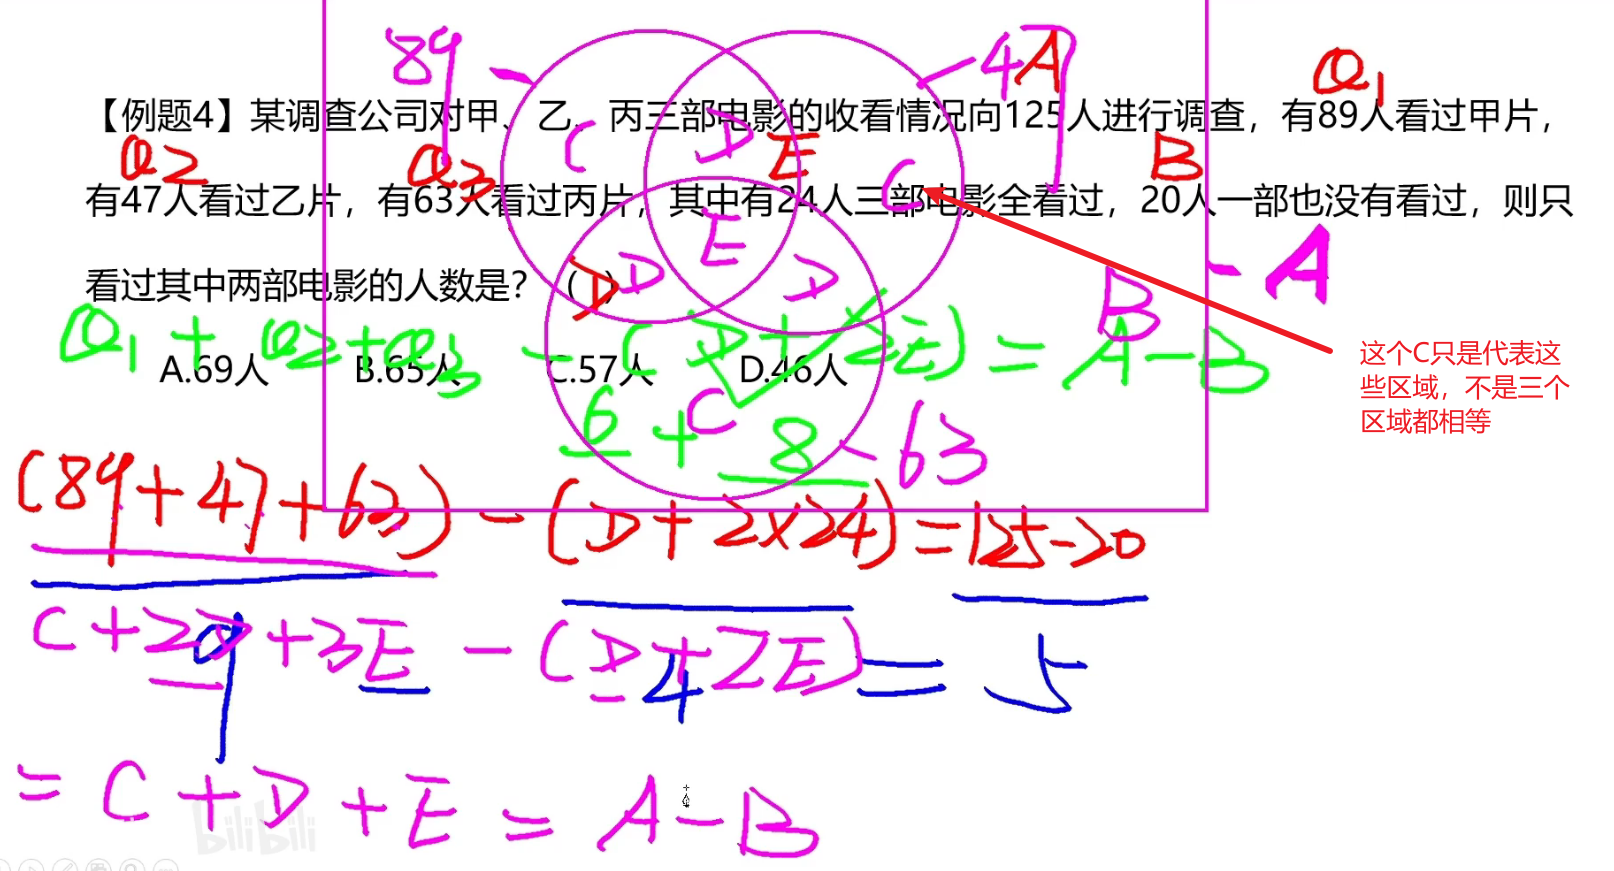 89
4A
a1
【例题4】某调查公司对甲、乙、丙三部电影的收看情况向125人进行调查，有89人看过甲片，
a2
a3
C
D
E
C
B
有47人看过乙片，有63人看过丙片，其中有24人三部电影全看过，20人一部也没有看过，则只
E
D
D
B
A
看过其中两部电影的人数是？（D）
a1 + a2 + a3 - (D + 2E) = A - B
A.69人 B.65人 C.57人 D.46人
这个C只是代表这
些区域，不是三个
区域都相等
C
6 + 8
63
(89+47+63) - (D+2×24) = 125-20
C+2D+3E - (D+2E) =
9 4 5
= C + D + E = A - B
bilibili